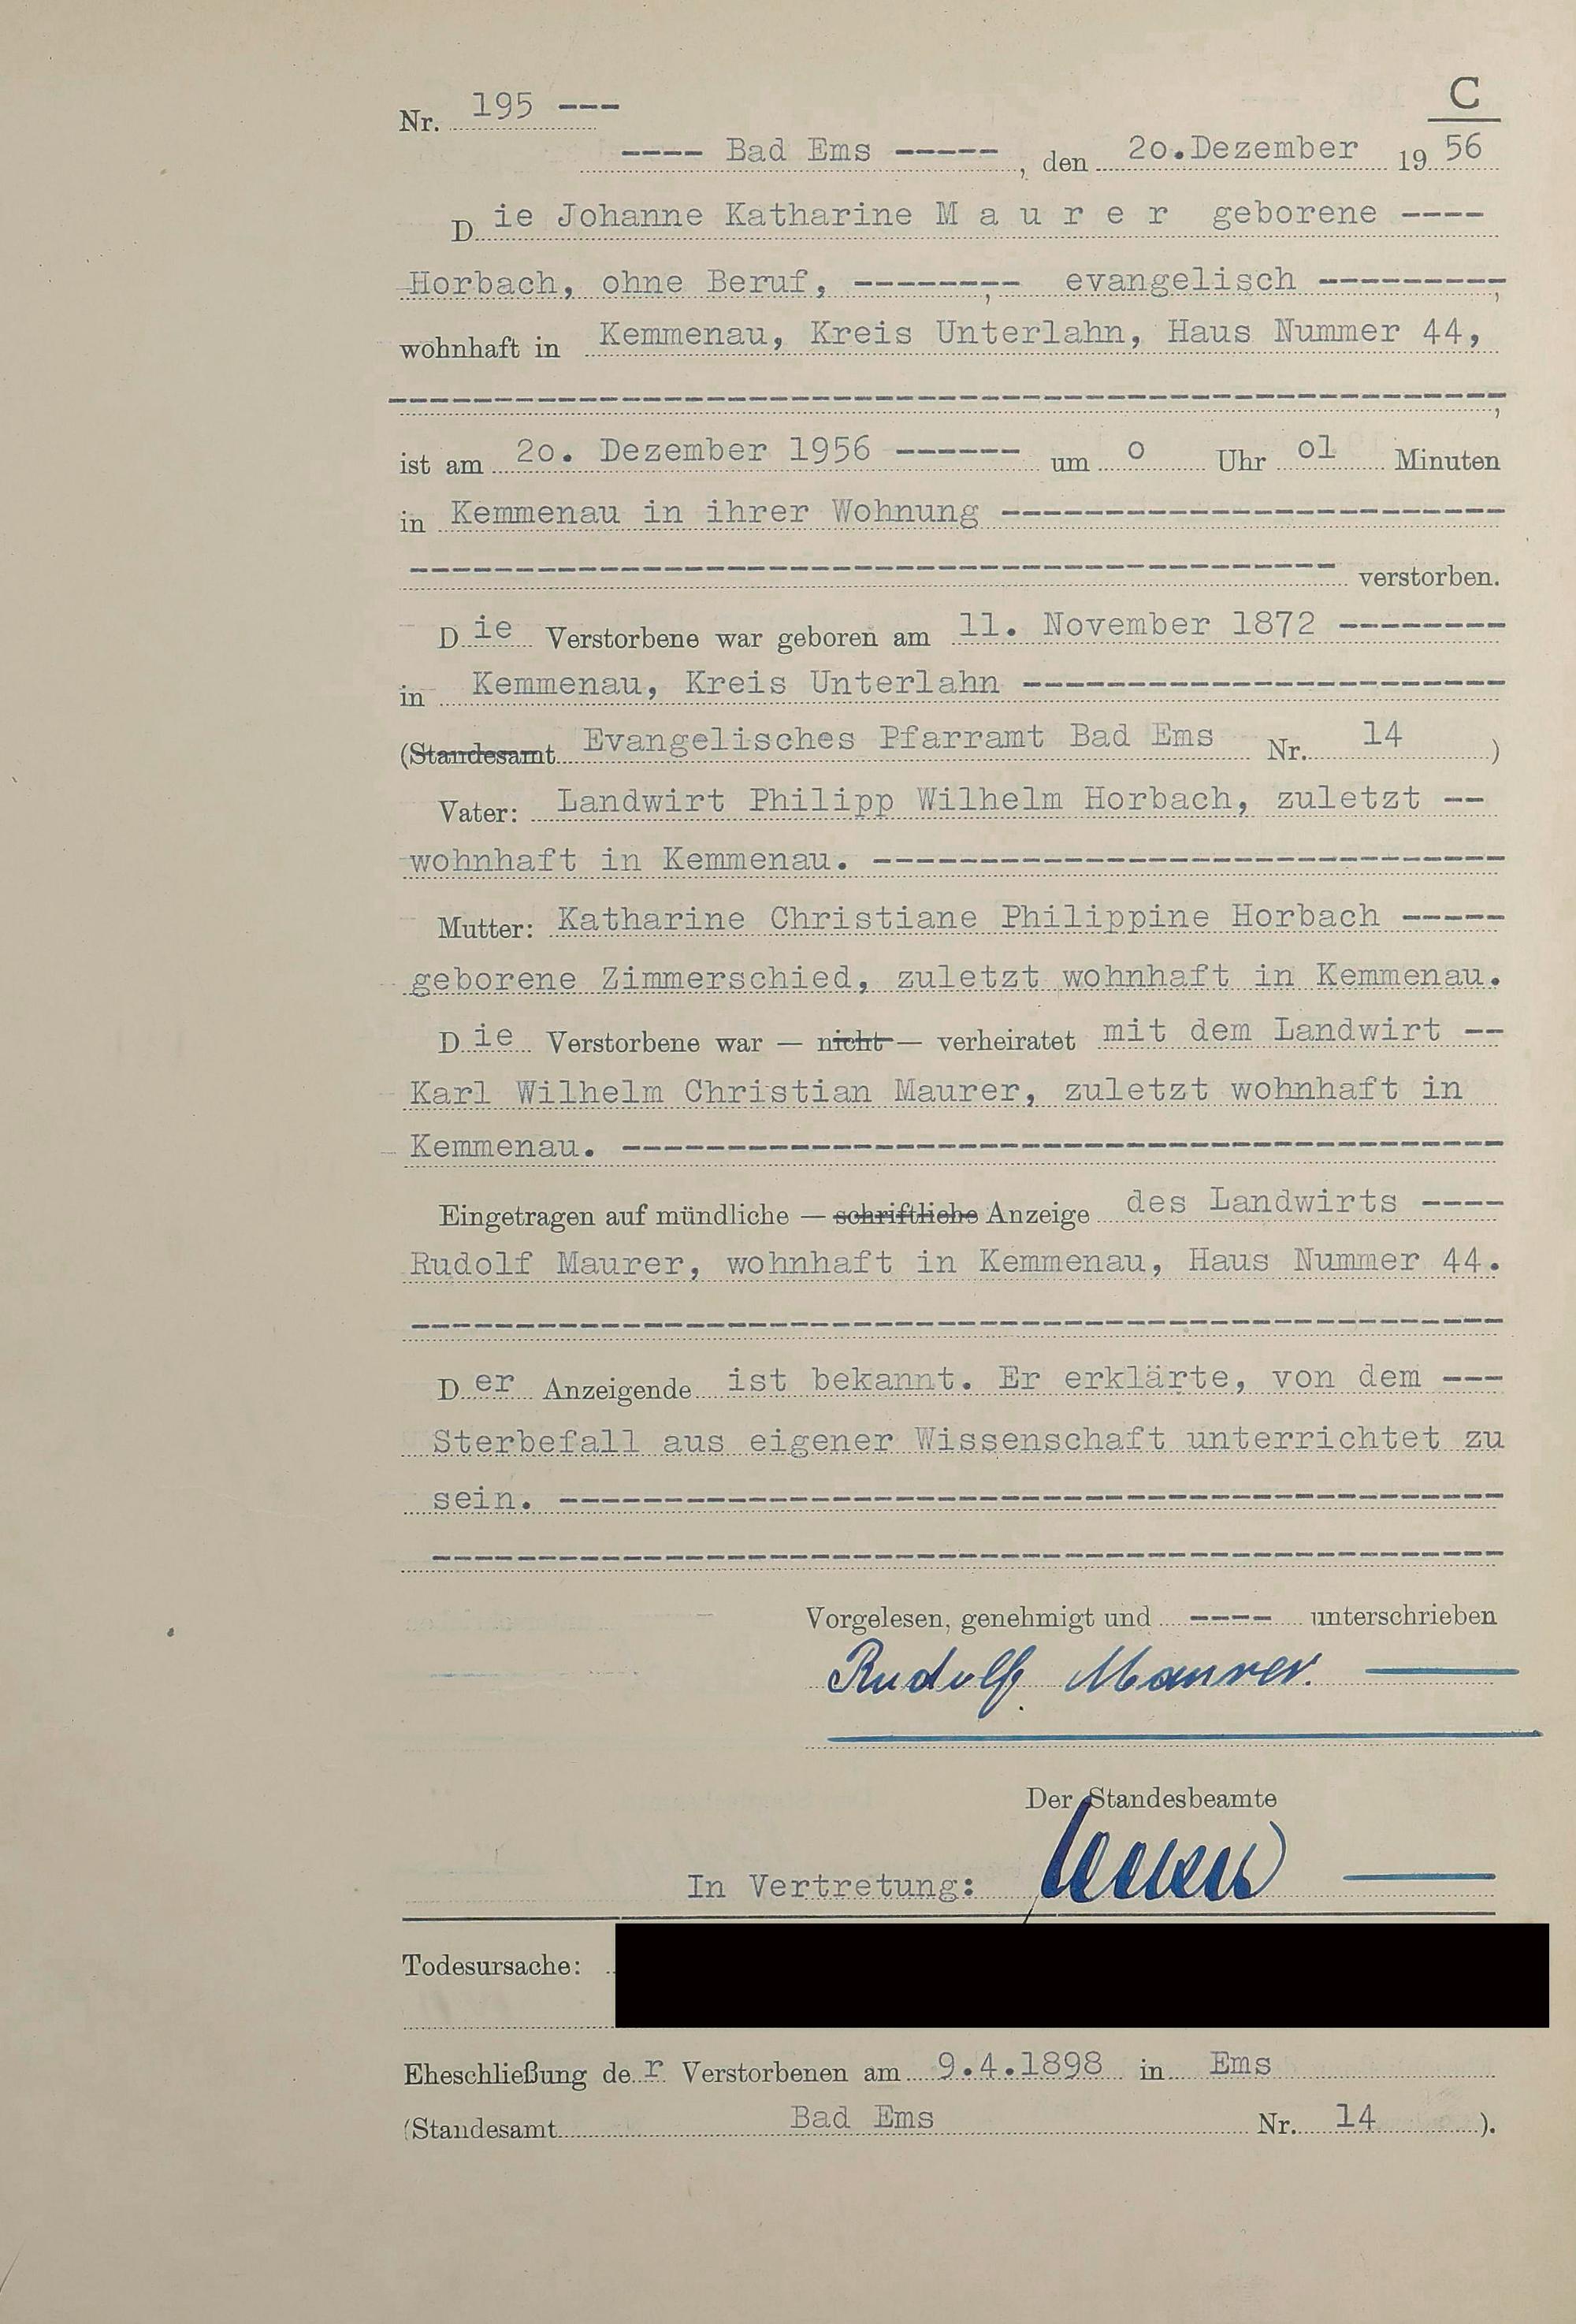 C
Nr. 195 ---
---- Bad Ems -----, den 2o.Dezember 19 56
Die Johanne Katharine M a u r e r geborene ----
Horbach, ohne Beruf, --------, evangelisch ---------,
wohnhaft in Kemmenau, Kreis Unterlahn, Haus Nummer 44,
-----------------------------------------------------,
ist am 2o. Dezember 1956 ------ um o Uhr o1 Minuten
in Kemmenau in ihrer Wohnung ------------------------
-------------------------------------------- verstorben.
Die Verstorbene war geboren am 11. November 1872 --------
in Kemmenau, Kreis Unterlahn -----------------------
(Standesamt Evangelisches Pfarramt Bad Ems Nr. 14 )
Vater: Landwirt Philipp Wilhelm Horbach, zuletzt --
wohnhaft in Kemmenau. ------------------------------
Mutter: Katharine Christiane Philippine Horbach -----
geborene Zimmerschied, zuletzt wohnhaft in Kemmenau.
Die Verstorbene war — nicht — verheiratet mit dem Landwirt --
Karl Wilhelm Christian Maurer, zuletzt wohnhaft in
Kemmenau. ------------------------------------------
Eingetragen auf mündliche — schriftliche Anzeige des Landwirts ----
Rudolf Maurer, wohnhaft in Kemmenau, Haus Nummer 44.
----------------------------------------------------
Der Anzeigende ist bekannt. Er erklärte, von dem ---
Sterbefall aus eigener Wissenschaft unterrichtet zu
sein. ---------------------------------------------
---------------------------------------------------
Vorgelesen, genehmigt und ---- unterschrieben
Rudolf Maurer.
Der Standesbeamte
In Vertretung:
Todesursache:
Eheschließung der Verstorbenen am 9.4.1898 in Ems
(Standesamt Bad Ems Nr. 14 ).